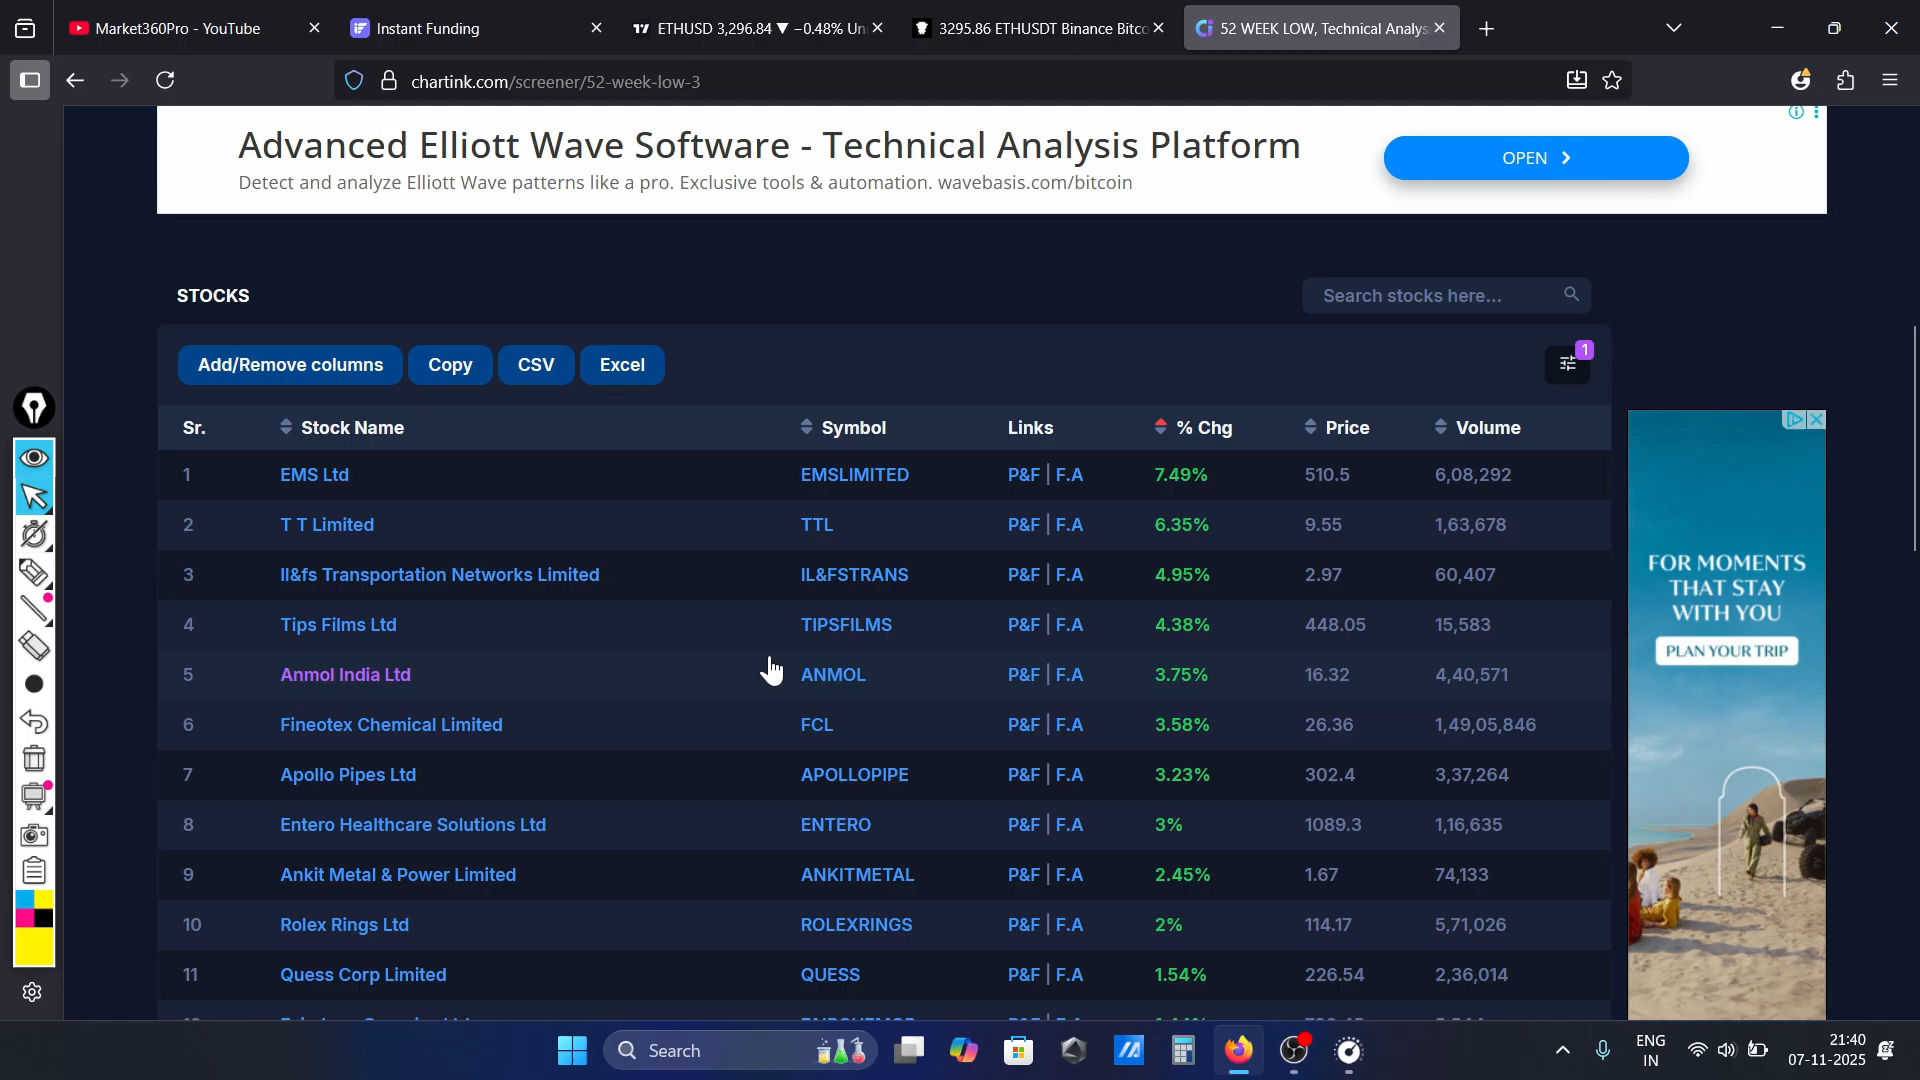 Market360Pro - YouTube
Instant Funding
ETHUSD 3,296.84 ▼ −0.48% Un
3295.86 ETHUSDT Binance Bitco
52 WEEK LOW, Technical Analys
chartink.com/screener/52-week-low-3
Advanced Elliott Wave Software - Technical Analysis Platform
Detect and analyze Elliott Wave patterns like a pro. Exclusive tools & automation. wavebasis.com/bitcoin
OPEN
STOCKS
Search stocks here...
Add/Remove columns Copy CSV Excel
1
Sr. Stock Name Symbol Links % Chg Price Volume
1 EMS Ltd EMSLIMITED P&F | F.A 7.49% 510.5 6,08,292
2 T T Limited TTL P&F | F.A 6.35% 9.55 1,63,678
3 Il&fs Transportation Networks Limited IL&FSTRANS P&F | F.A 4.95% 2.97 60,407
4 Tips Films Ltd TIPSFILMS P&F | F.A 4.38% 448.05 15,583
5 Anmol India Ltd ANMOL P&F | F.A 3.75% 16.32 4,40,571
6 Fineotex Chemical Limited FCL P&F | F.A 3.58% 26.36 1,49,05,846
7 Apollo Pipes Ltd APOLLOPIPE P&F | F.A 3.23% 302.4 3,37,264
8 Entero Healthcare Solutions Ltd ENTERO P&F | F.A 3% 1089.3 1,16,635
9 Ankit Metal & Power Limited ANKITMETAL P&F | F.A 2.45% 1.67 74,133
10 Rolex Rings Ltd ROLEXRINGS P&F | F.A 2% 114.17 5,71,026
11 Quess Corp Limited QUESS P&F | F.A 1.54% 226.54 2,36,014
FOR MOMENTS
THAT STAY
WITH YOU
PLAN YOUR TRIP
Search
ENG
IN
21:40
07-11-2025